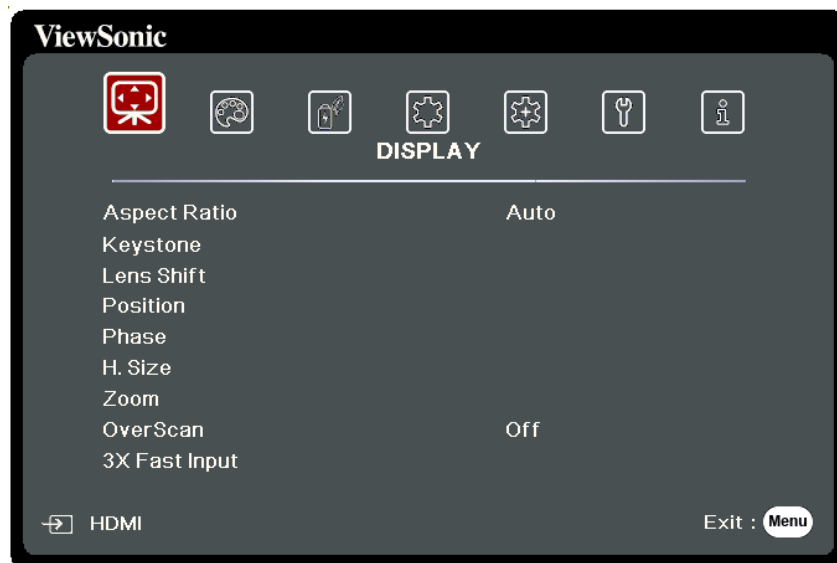 ViewSonic
DISPLAY
Aspect Ratio Auto
Keystone
Lens Shift
Position
Phase
H. Size
Zoom
OverScan Off
3X Fast Input
HDMI Exit : Menu